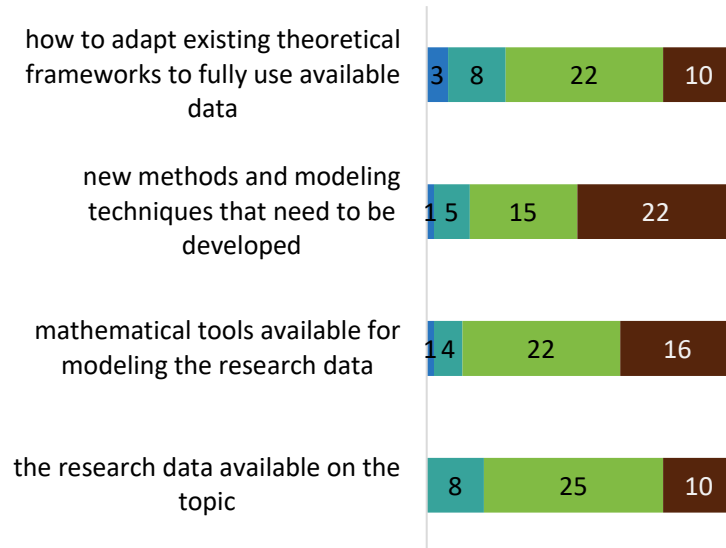 how to adapt existing theoretical
frameworks to fully use available
data
3 8 22 10
new methods and modeling
techniques that need to be
developed
1 5 15 22
mathematical tools available for
modeling the research data
1 4 22 16
the research data available on the
topic
8 25 10